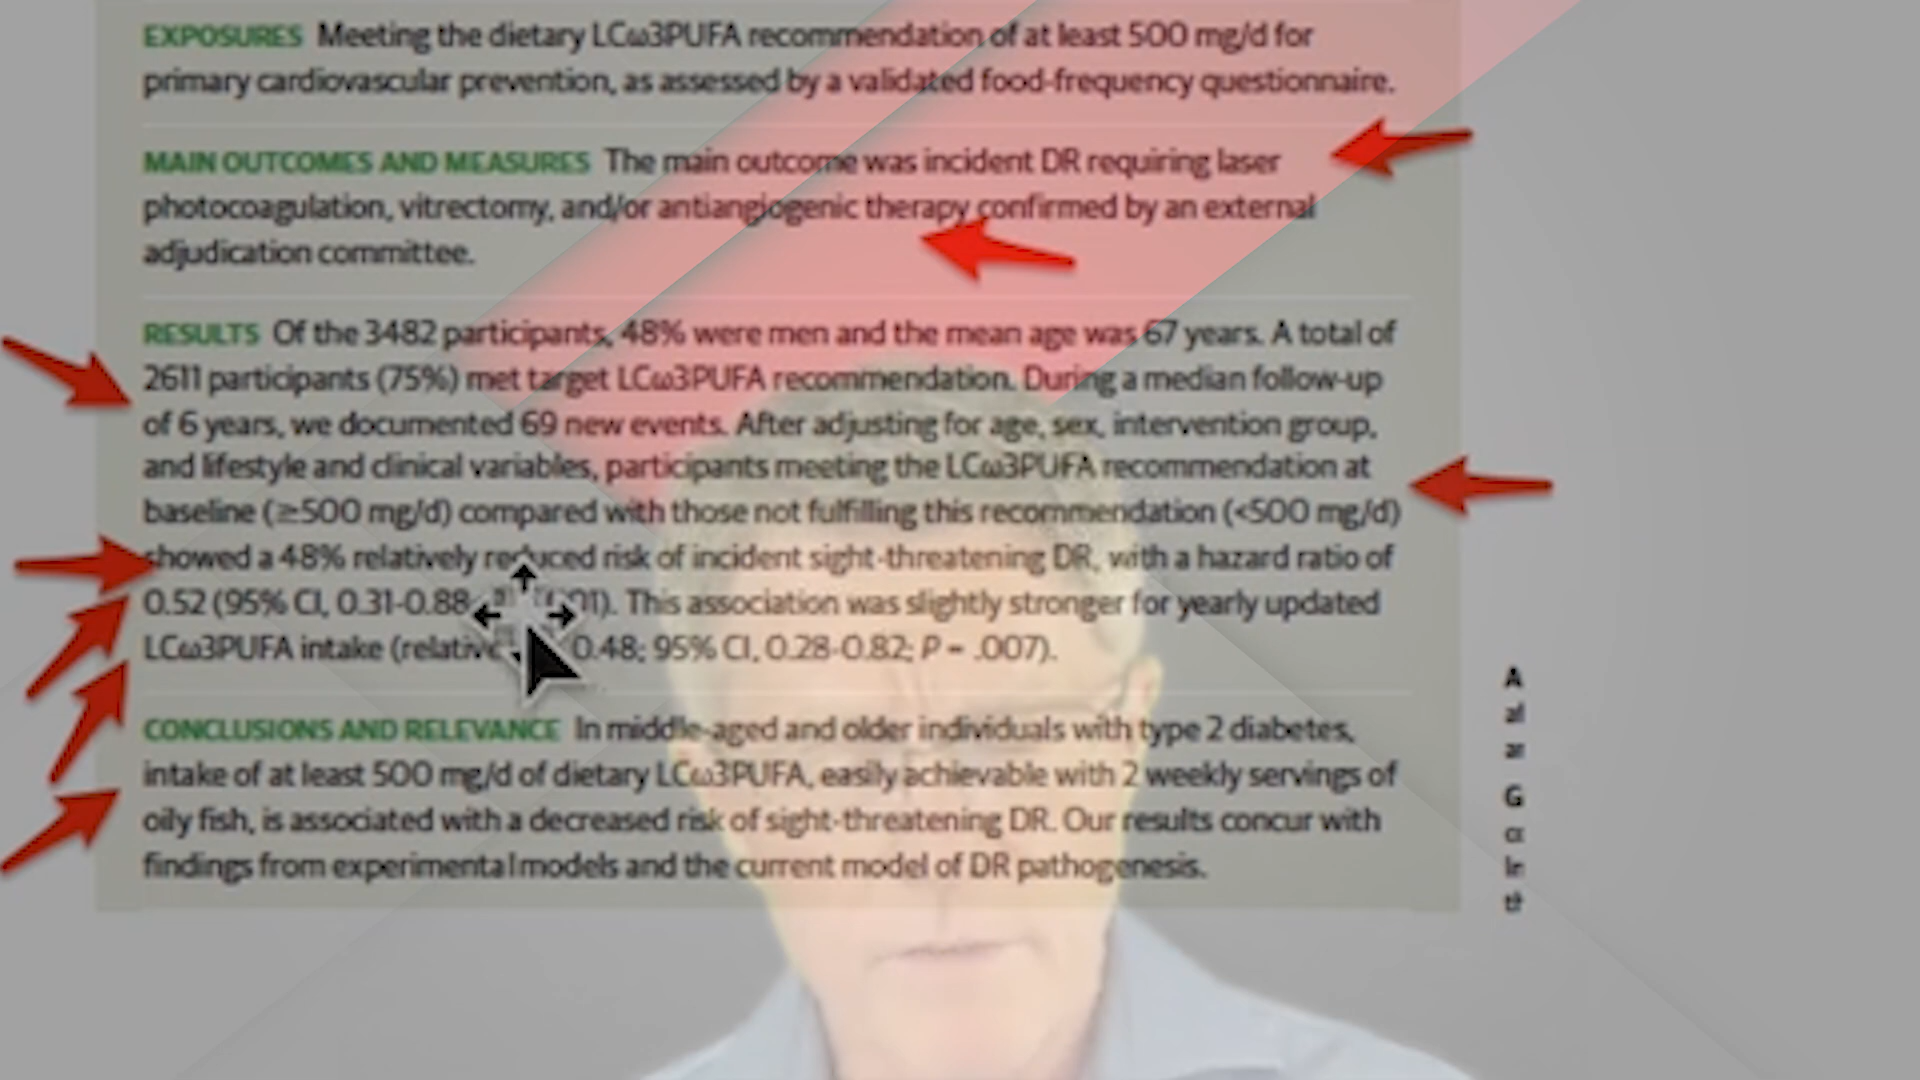 EXPOSURES Meeting the dietary LCω3PUFA recommendation of at least 500 mg/d for
primary cardiovascular prevention, as assessed by a validated food-frequency questionnaire.
MAIN OUTCOMES AND MEASURES The main outcome was incident DR requiring laser
photocoagulation, vitrectomy, and/or antiangiogenic therapy confirmed by an external
adjudication committee.
RESULTS Of the 3482 participants, 48% were men and the mean age was 67 years. A total of
2611 participants (75%) met target LCω3PUFA recommendation. During a median follow-up
of 6 years, we documented 69 new events. After adjusting for age, sex, intervention group,
and lifestyle and clinical variables, participants meeting the LCω3PUFA recommendation at
baseline (≥500 mg/d) compared with those not fulfilling this recommendation (<500 mg/d)
showed a 48% relatively reduced risk of incident sight-threatening DR, with a hazard ratio of
0.52 (95% CI, 0.31-0.88 01). This association was slightly stronger for yearly updated
LCω3PUFA intake (relative 0.48; 95% CI, 0.28-0.82; P = .007).
CONCLUSIONS AND RELEVANCE In middle-aged and older individuals with type 2 diabetes,
intake of at least 500 mg/d of dietary LCω3PUFA, easily achievable with 2 weekly servings of
oily fish, is associated with a decreased risk of sight-threatening DR. Our results concur with
findings from experimental models and the current model of DR pathogenesis.
A
G